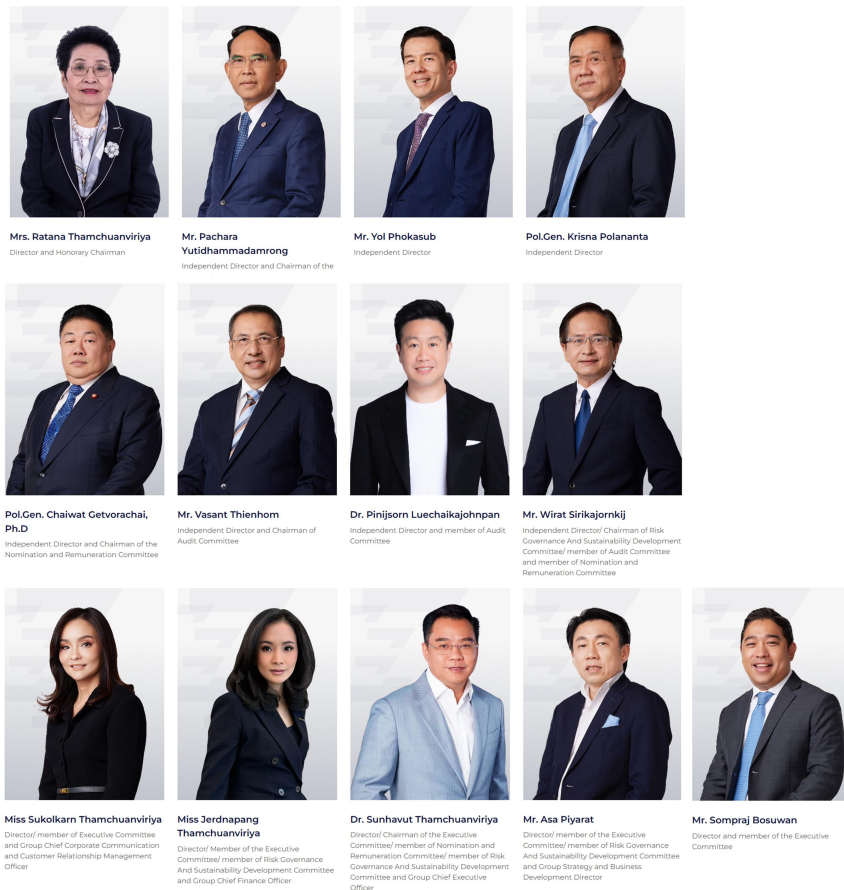 Mrs. Ratana Thamchuanviriya
Director and Honorary Chairman
Mr. Pachara
Yutidhammadamrong
Independent Director and Chairman of the
Mr. Yol Phokasub
Independent Director
Pol.Gen. Krisna Polananta
Independent Director
Pol.Gen. Chaiwat Getvorachai,
Ph.D
Independent Director and Chairman of the
Nomination and Remuneration Committee
Mr. Vasant Thienhom
Independent Director and Chairman of
Audit Committee
Dr. Pinijsorn Luechaikajohnpan
Independent Director and member of Audit
Committee
Mr. Wirat Sirikajornkij
Independent Director/ Chairman of Risk
Governance And Sustainability Development
Committee/ member of Audit Committee
and member of Nomination and
Remuneration Committee
Miss Sukolkarn Thamchuanviriya
Director/ member of Executive Committee
and Group Chief Corporate Communication
and Customer Relationship Management
Officer
Miss Jerdnapang
Thamchuanviriya
Director/ Member of the Executive
Committee/ member of Risk Governance
And Sustainability Development Committee
and Group Chief Finance Officer
Dr. Sunhavut Thamchuanviriya
Director/ Chairman of the Executive
Committee/ member of Nomination and
Remuneration Committee/ member of Risk
Governance And Sustainability Development
Committee and Group Chief Executive
Officer
Mr. Asa Piyarat
Director/ member of the Executive
Committee/ member of Risk Governance
And Sustainability Development Committee
and Group Strategy and Business
Development Director
Mr. Sompraj Bosuwan
Director and member of the Executive
Committee